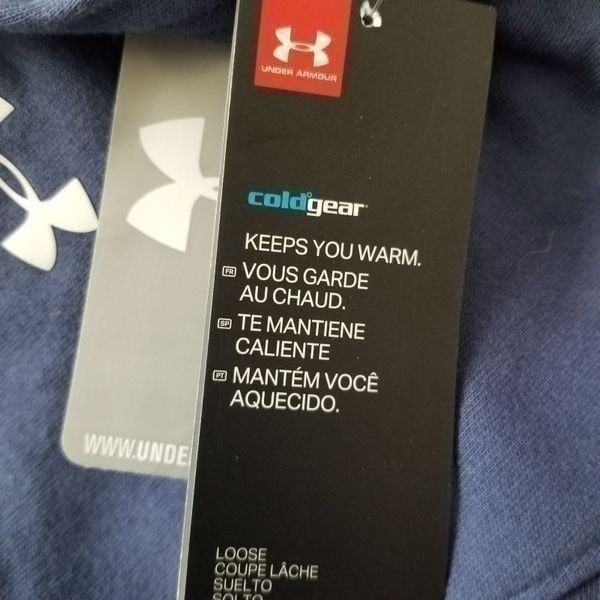 UNDER ARMOUR
coldgear
KEEPS YOU WARM.
FR VOUS GARDE
AU CHAUD.
SP TE MANTIENE
CALIENTE
PT MANTÉM VOCÊ
AQUECIDO.
WWW.UNDE
LOOSE
COUPE LÂCHE
SUELTO
SOLTO